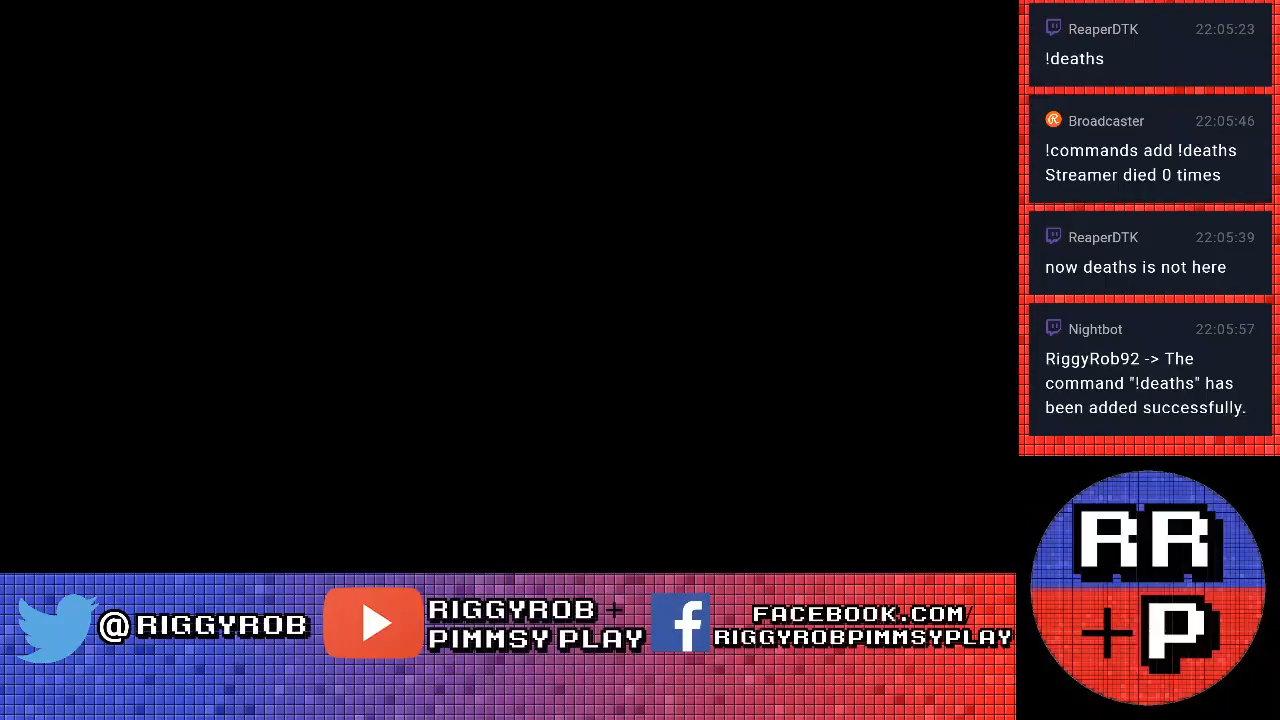 ReaperDTK 22:05:23
!deaths
Broadcaster 22:05:46
!commands add !deaths
Streamer died 0 times
ReaperDTK 22:05:39
now deaths is not here
Nightbot 22:05:57
RiggyRob92 -> The
command "!deaths" has
been added successfully.
RR
+P
@RIGGYROB
RIGGYROB +
PIMMSY PLAY
f
FACEBOOK.COM/
RIGGYROBPIMMSYPLAY